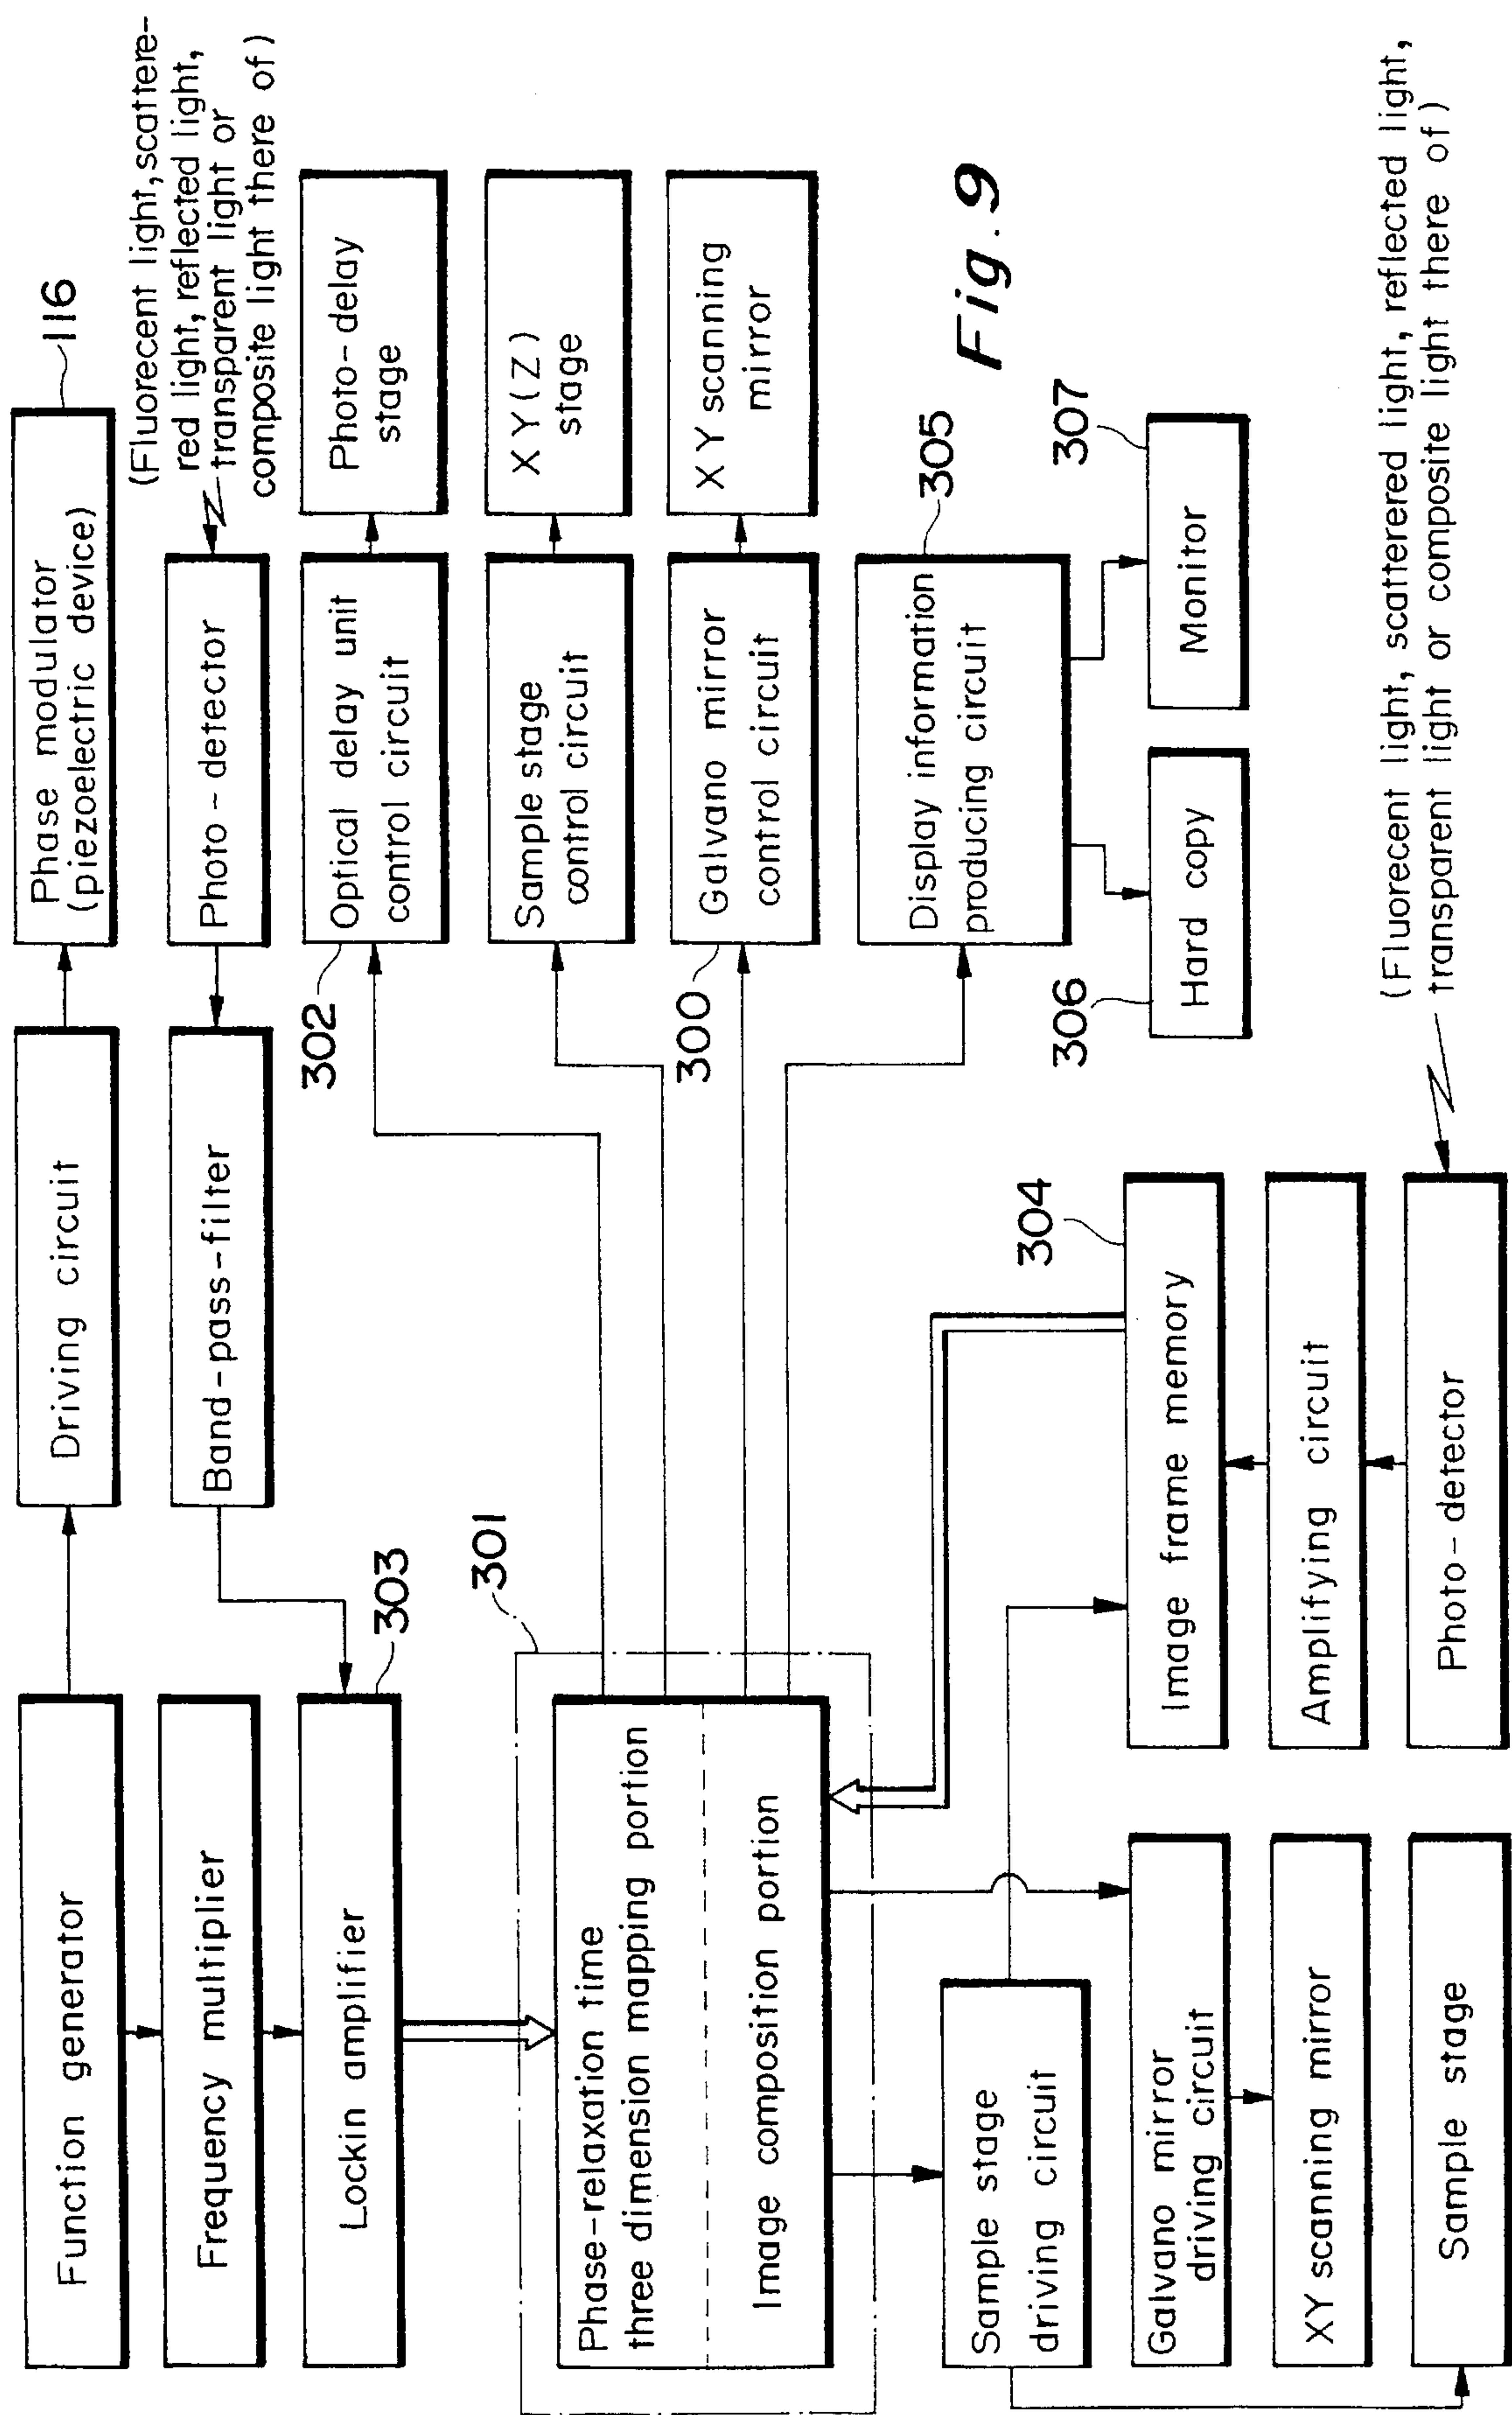 Function generator
Driving circuit
Phase modulator
(piezoelectric device)
116
Frequency multiplier
Band-pass-filter
Photo-detector
(Fluorecent light, scattere-
red light, reflected light,
transparent light or
composite light there of)
Lockin amplifier
303
302
Optical delay unit
control circuit
Photo-delay
stage
301
Phase-relaxation time
three dimension mapping portion
Image composition portion
Sample stage
control circuit
XY(Z)
stage
300
Galvano mirror
control circuit
XY scanning
mirror
Display information
producing circuit
305
Fig. 9
306
Hard copy
307
Monitor
Sample stage
driving circuit
304
Image frame memory
Galvano mirror
driving circuit
Amplifying circuit
XY scanning mirror
Photo-detector
Sample stage
(Fluorecent light, scattered light, reflected light,
transparent light or composite light there of)